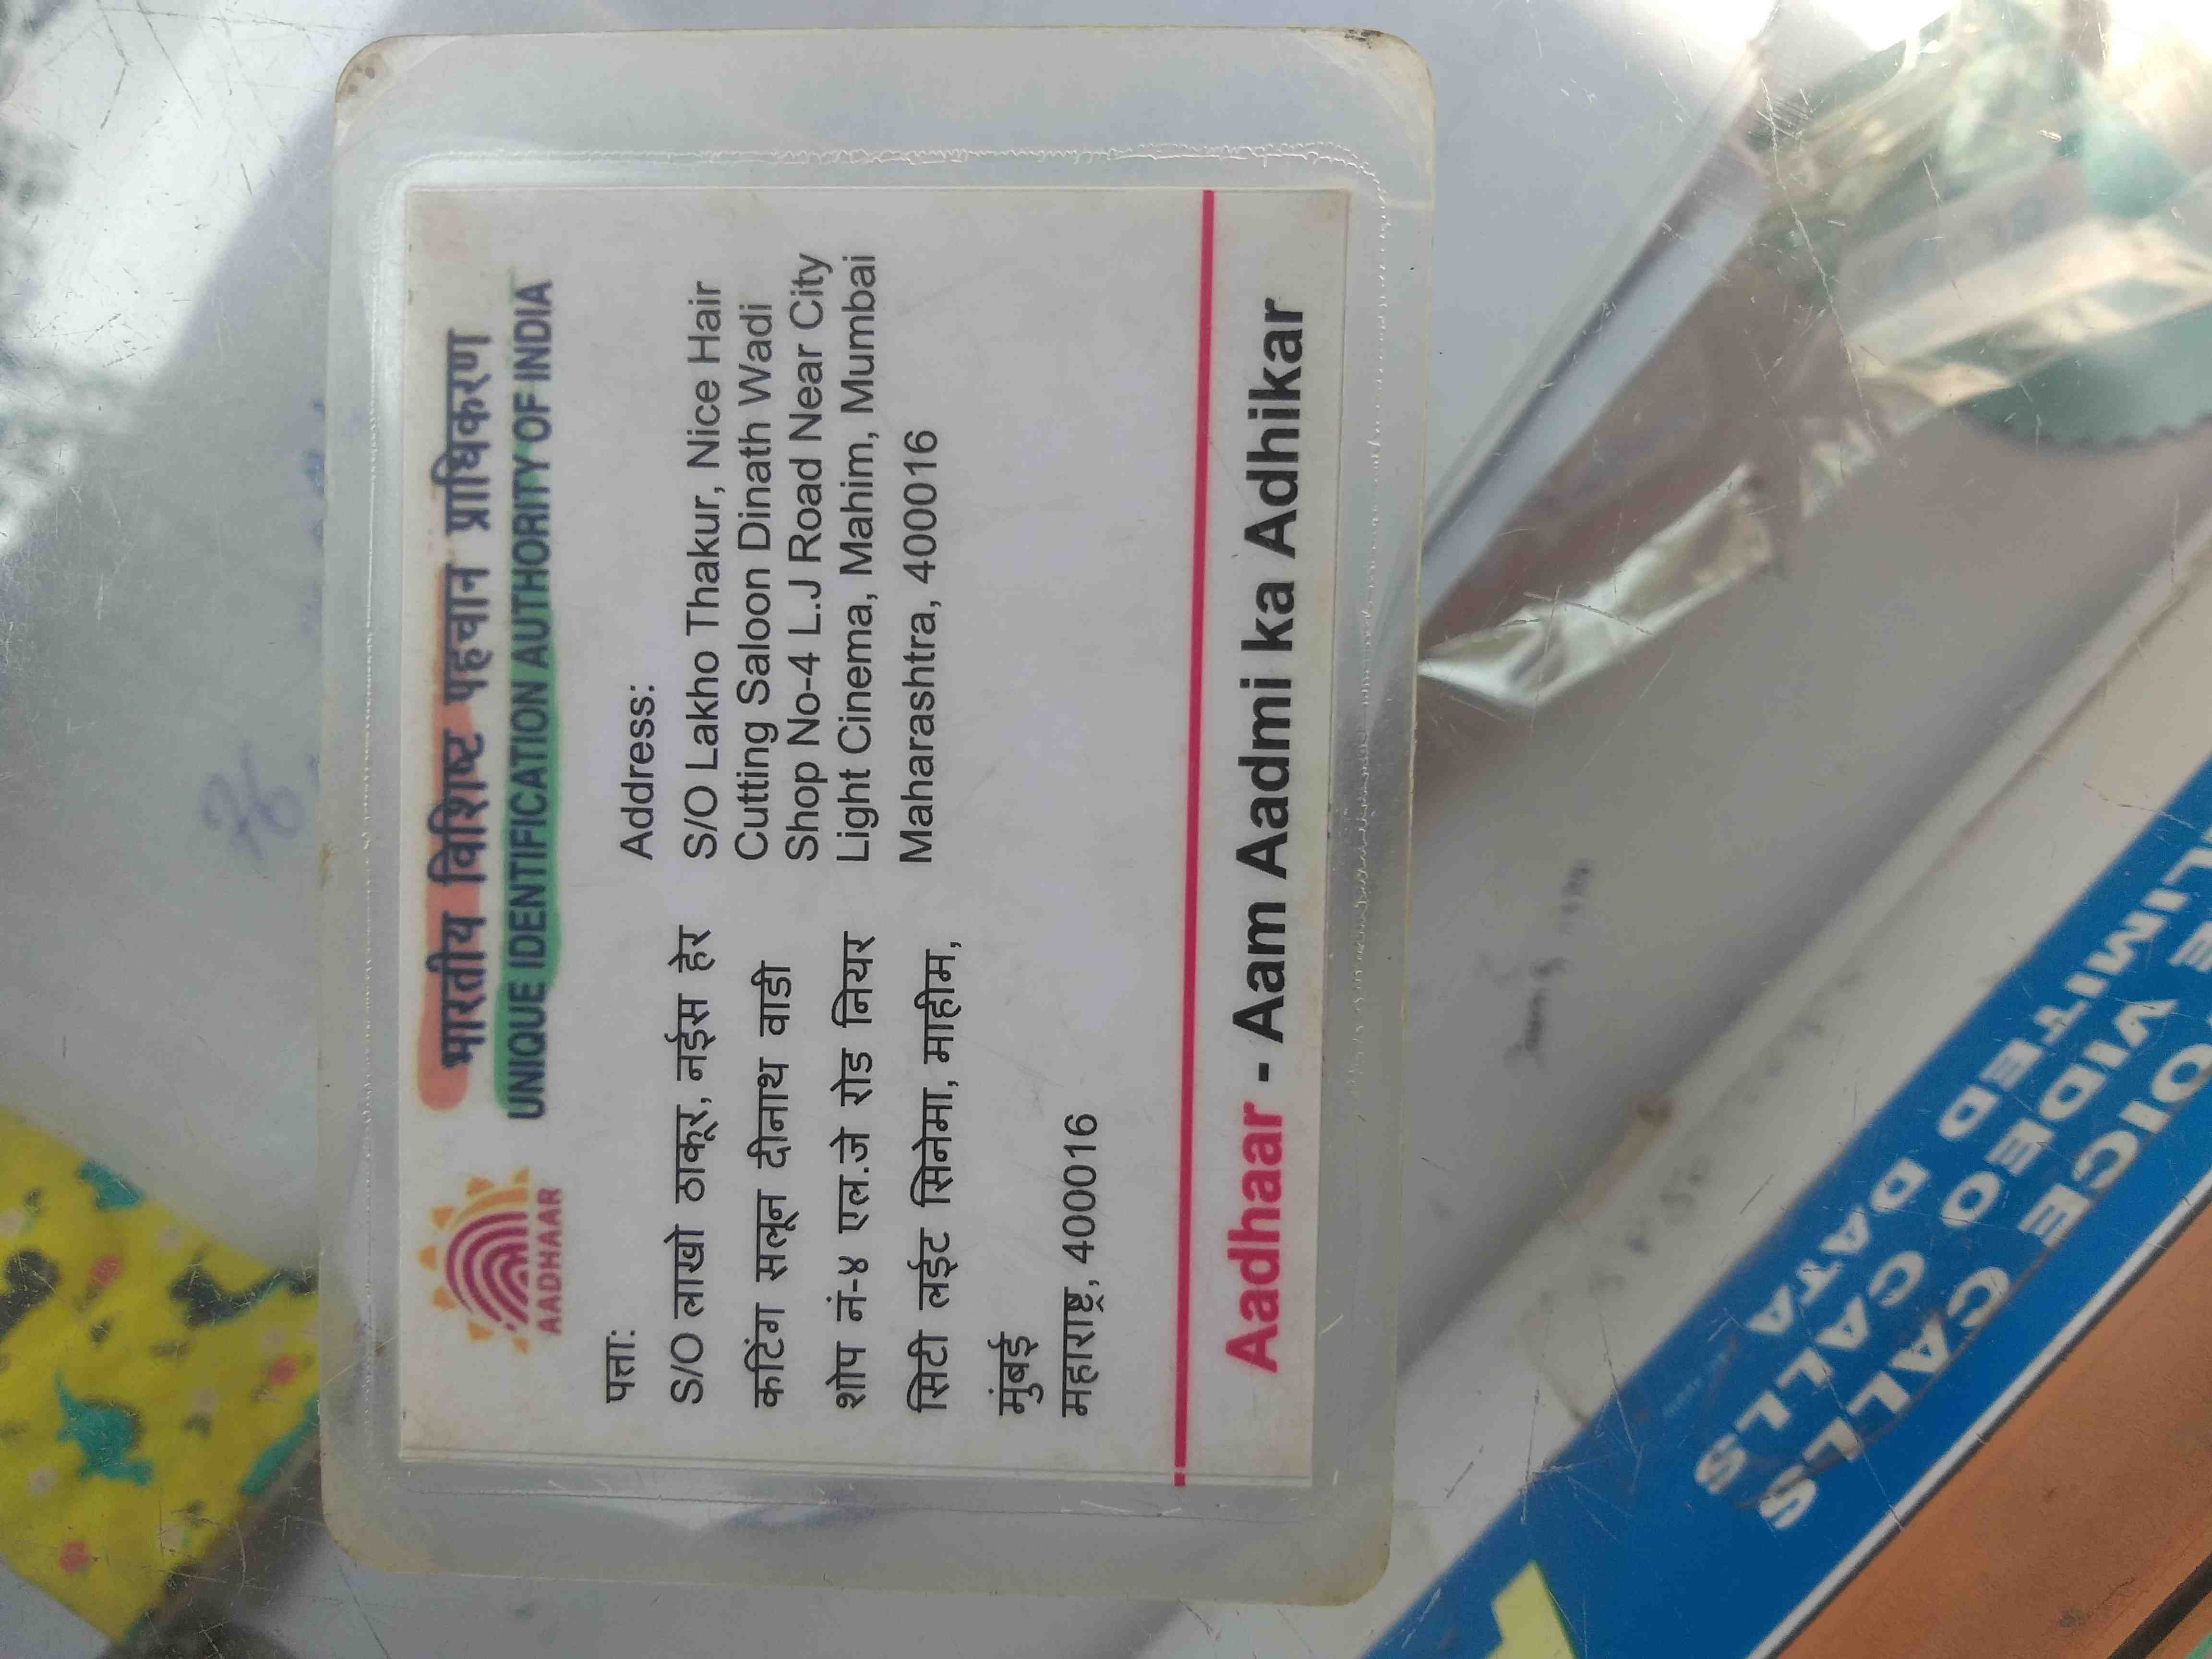 भारतीय विशिष्ट पहचान प्राधिकरण
UNIQUE IDENTIFICATION AUTHORITY OF INDIA
AADHAAR
पत्ता:
S/O लाखो ठाकूर, नईस हेर
कटिंग सलून दीनाथ वाडी
शोप नं-४ एल.जे रोड नियर
सिटी लईट सिनेमा, माहीम,
मुंबई
महाराष्ट्र, 400016
Address:
S/O Lakho Thakur, Nice Hair
Cuttting Saloon Dinath Wadi
Shop No-4 L.J Road Near City
Light Cinema, Mahim, Mumbai
Maharashtra, 400016
Aadhaar - Aam Aadmi ka Adhikar
OICE CALLS
VIDEO CALLS
LIMITED DATA